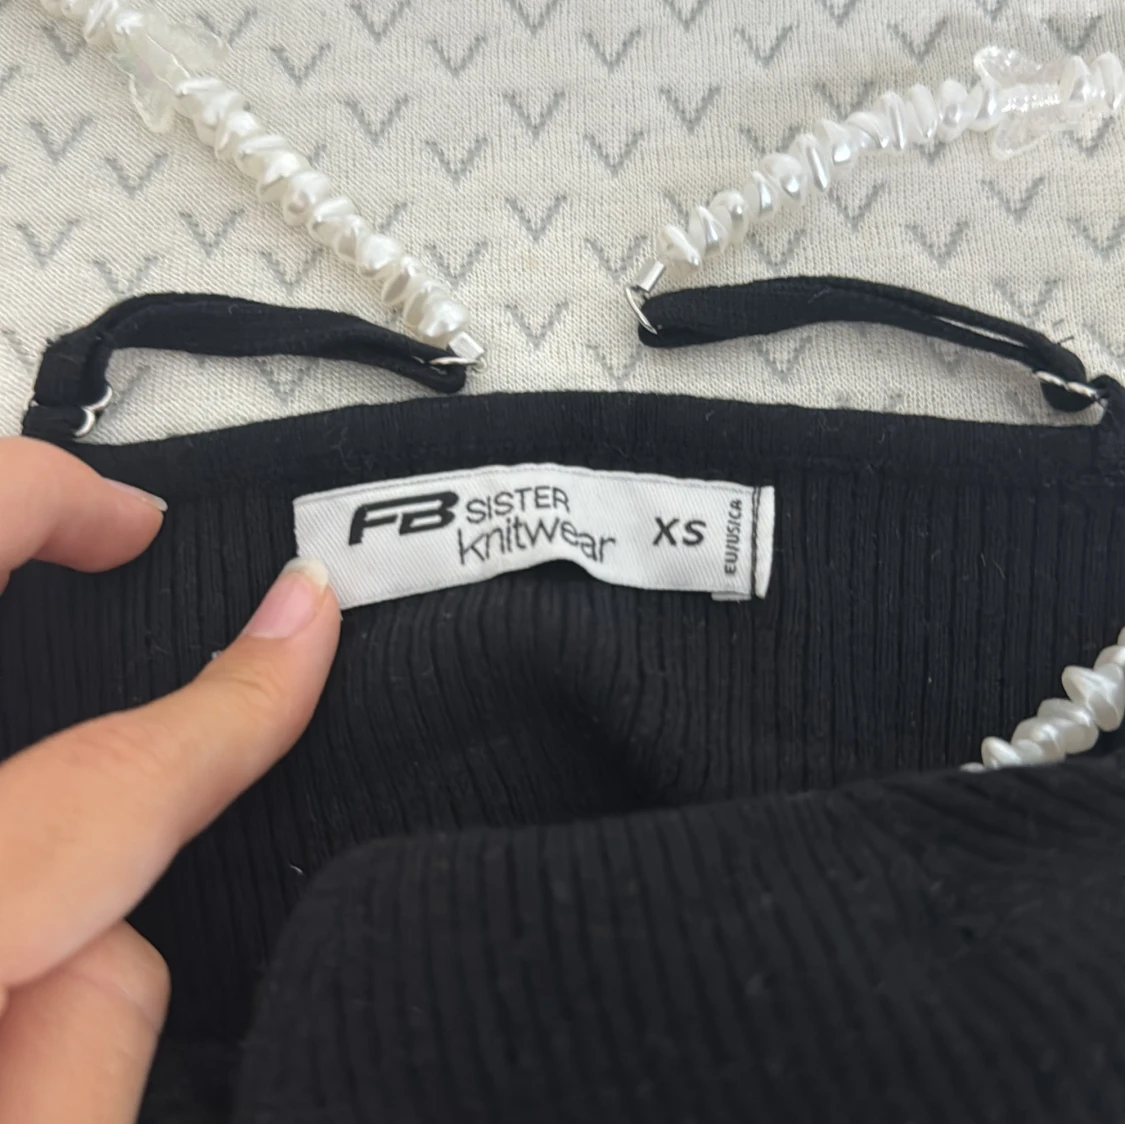 FB SISTER
knitwear
XS
EU/US/CA